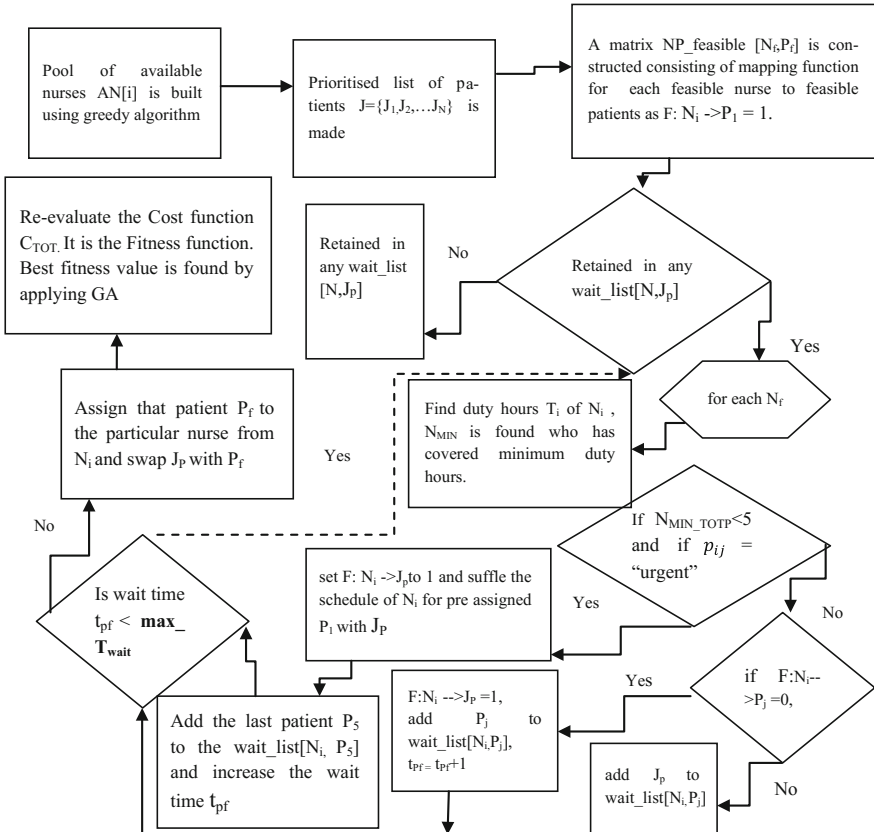 Pool of available
nurses AN[i] is built
using greedy algorithm
Prioritised list of pa-
tients J={J1,J2,…JN} is
made
A matrix NP_feasible [Nf,Pf] is con-
structed consisting of mapping function
for each feasible nurse to feasible
patients as F: Ni ->P1 = 1.
Re-evaluate the Cost function
CTOT. It is the Fitness function.
Best fitness value is found by
applying GA
Retained in
any wait_list
[N,Jp]
No
Retained in any
wait_list[N,Jp]
Yes
for each Nf
Assign that patient Pf to
the particular nurse from
Ni and swap JP with Pf
Yes
Find duty hours Ti of Ni ,
NMIN is found who has
covered minimum duty
hours.
No
If NMIN_TOTP<5
and if pij =
“urgent”
Is wait time
tpf < max_
Twait
set F: Ni ->Jpto 1 and suffle the
schedule of Ni for pre assigned
P1 with JP
Yes
No
if F:Ni--
>Pj =0,
Yes
F:Ni -->JP =1,
add Pj to
wait_list[Ni,Pj],
tPf = tPf+1
Add the last patient P5
to the wait_list[Ni, P5]
and increase the wait
time tpf
No
add Jp to
wait_list[Ni,Pj]